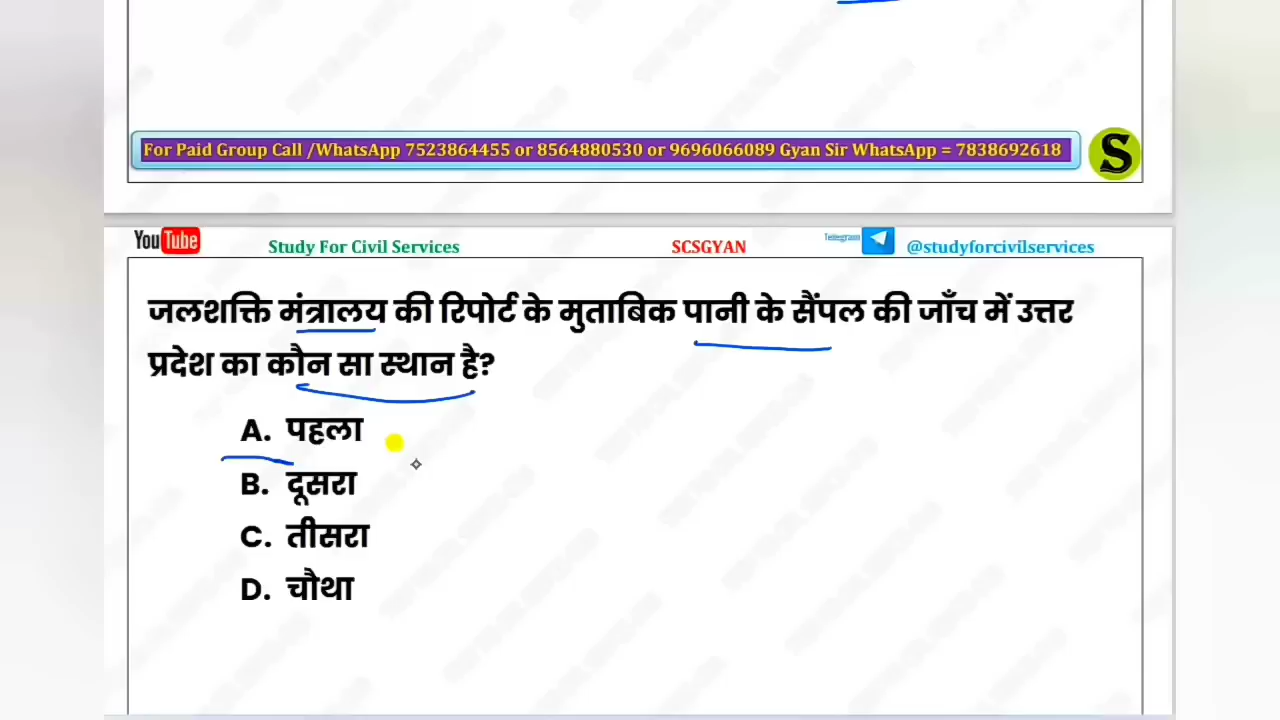 For Paid Group Call /WhatsApp 7523864455 or 8564880530 or 9696066089 Gyan Sir WhatsApp = 7838692618
S
YouTube
Study For Civil Services
SCSGYAN
Telegram
@studyforcivilservices
जलशक्ति मंत्रालय की रिपोर्ट के मुताबिक पानी के सैंपल की जाँच में उत्तर
प्रदेश का कौन सा स्थान है?
A. पहला
B. दूसरा
C. तीसरा
D. चौथा